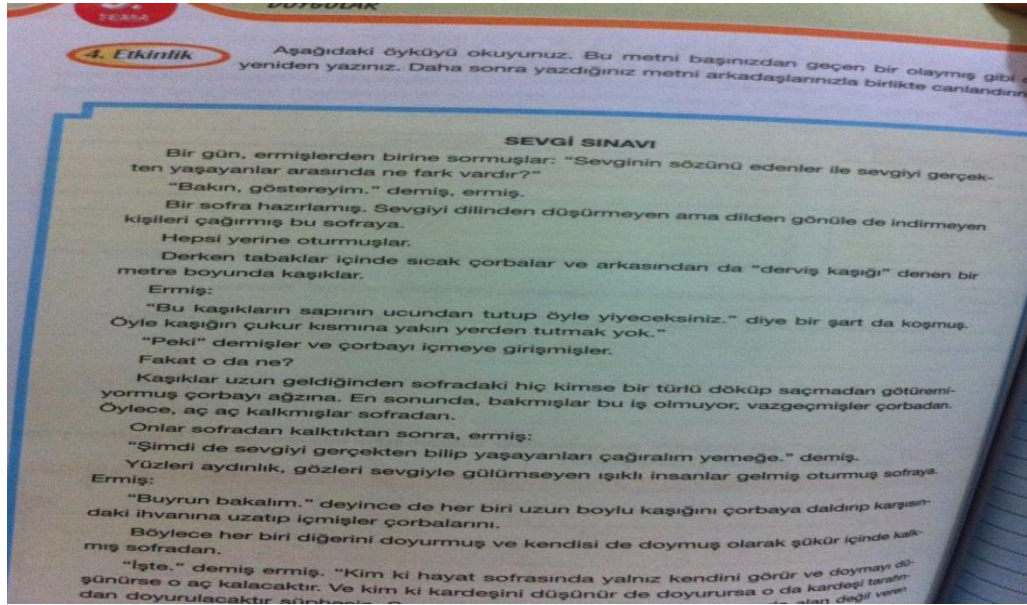 TEMA
DUYGULAR
4. Etkinlik
Aşağıdaki öyküyü okuyunuz. Bu metni başınızdan geçen bir olaymış gibi
yeniden yazınız. Daha sonra yazdığınız metni arkadaşlarınızla birlikte
SEVGİ SINAVI
Bir gün, ermişlerden birine sormuşlar: “Sevginin sözünü edenler ile sevgiyi gerçek-
ten yaşayanlar arasında ne fark vardır?”
“Bakın, göstereyim.” demiş, ermiş.
Bir sofra hazırlamış. Sevgiyi dilinden düşürmeyen ama dilden gönüle de indirmeyen
kişileri çağırmış bu sofraya.
Hepsi yerine oturmuşlar.
Derken tabaklar içinde sıcak çorbalar ve arkasından da “derviş kaşığı” denen bir
metre boyunda kaşıklar.
Ermiş:
“Bu kaşıkların sapının ucundan tutup öyle yiyeceksiniz.” diye bir şart da koşmuş.
Öyle kaşığın çukur kısmına yakın yerden tutmak yok.”
“Peki” demişler ve çorbayı içmeye girişmişler.
Fakat o da ne?
Kaşıklar uzun geldiğinden sofradaki hiç kimse bir türlü döküp saçmadan götüremi-
yormuş çorbayı ağzına. En sonunda, bakmışlar bu iş olmuyor, vazgeçmişler çorbadan.
Öylece, aç aç kalkmışlar sofradan.
Onlar sofradan kalktıktan sonra, ermiş:
“Şimdi de sevgiyi gerçekten bilip yaşayanları çağıralım yemeğe.” demiş.
Yüzleri aydınlık, gözleri sevgiyle gülümseyen ışıklı insanlar gelmiş oturmuş sofraya.
Ermiş:
“Buyrun bakalım.” deyince de her biri uzun boylu kaşığını çorbaya daldırıp karşısın-
daki ihvanına uzatıp içmişler çorbalarını.
Böylece her biri diğerini doyurmuş ve kendisi de doymuş olarak şükür içinde kalk-
mış sofradan.
“İşte.” demiş ermiş. “Kim ki hayat sofrasında yalnız kendini görür ve doymayı dü-
şünürse o aç kalacaktır. Ve kim ki kardeşini düşünür de doyurursa o da kardeşi tarafın-
dan doyurulacaktır şüphesiz. alan değil veren